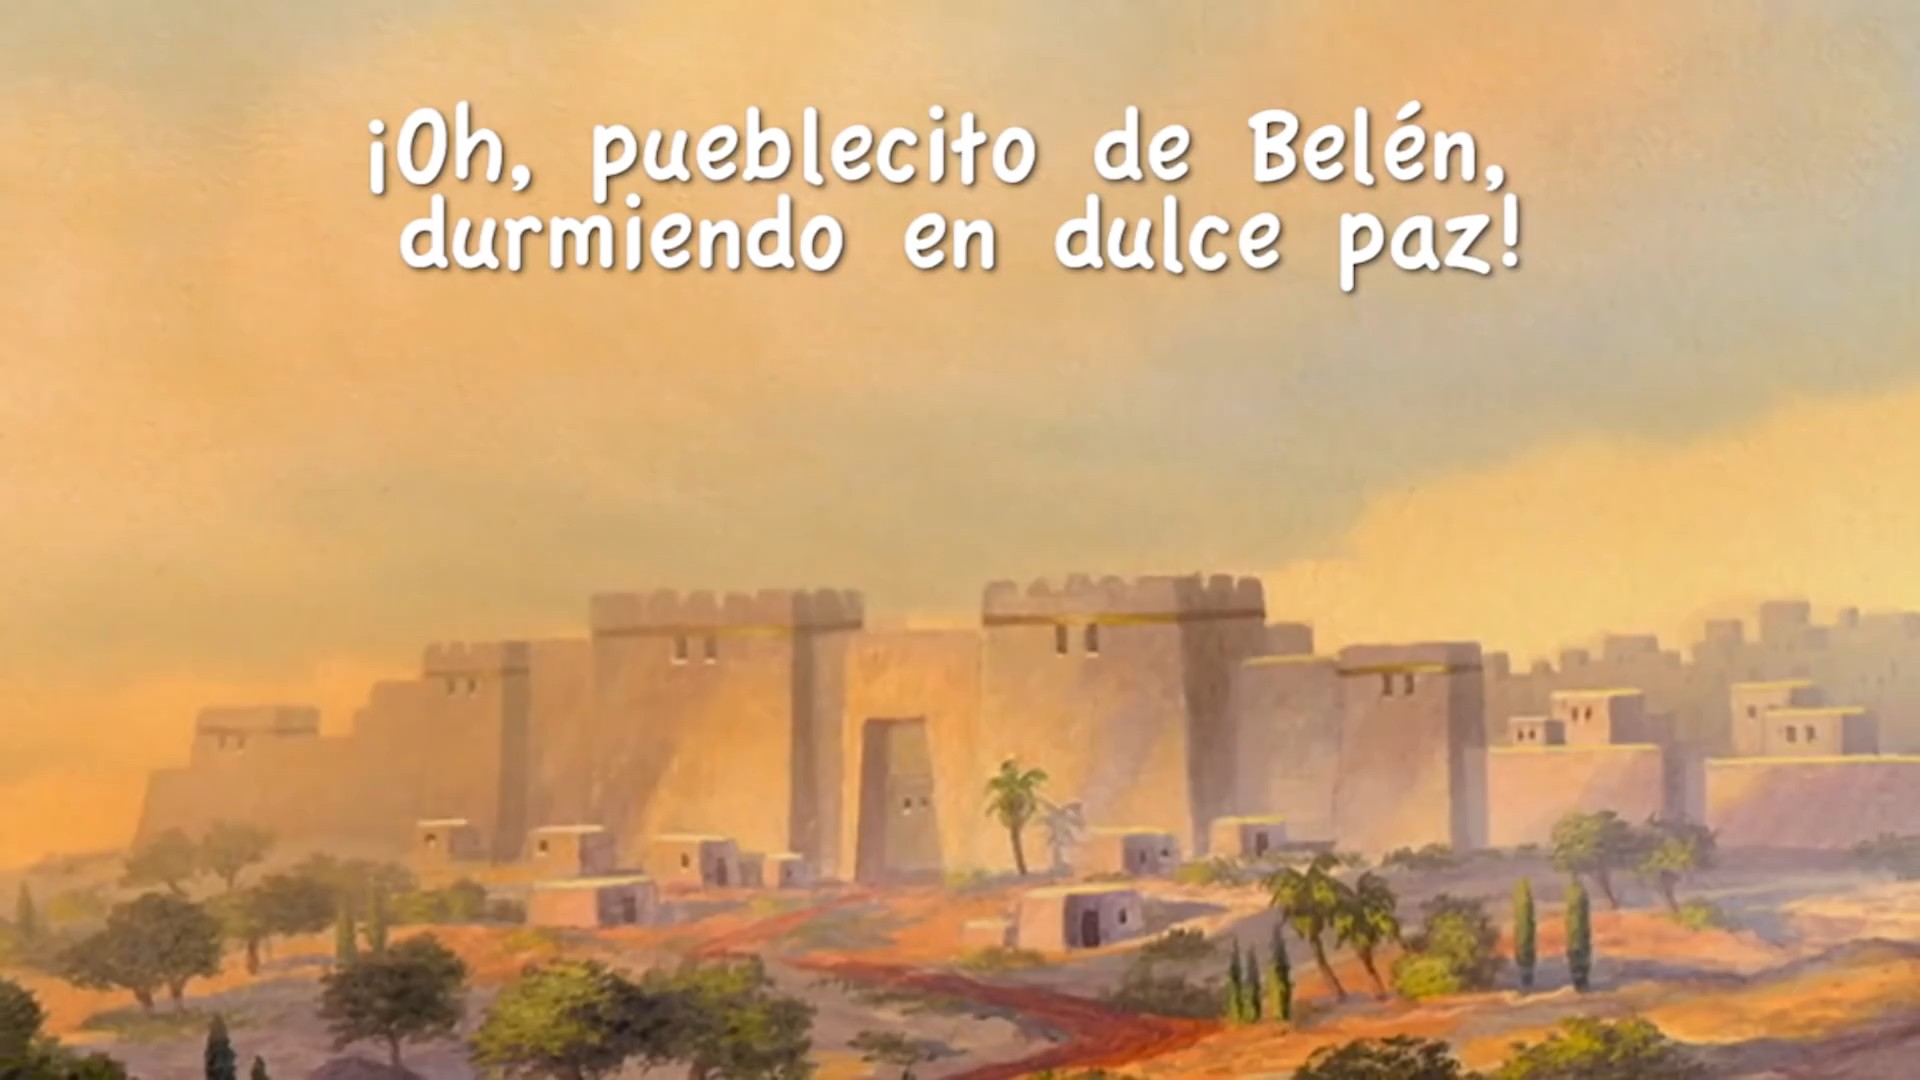 ¡Oh, pueblecito de Belén,
durmiendo en dulce paz!